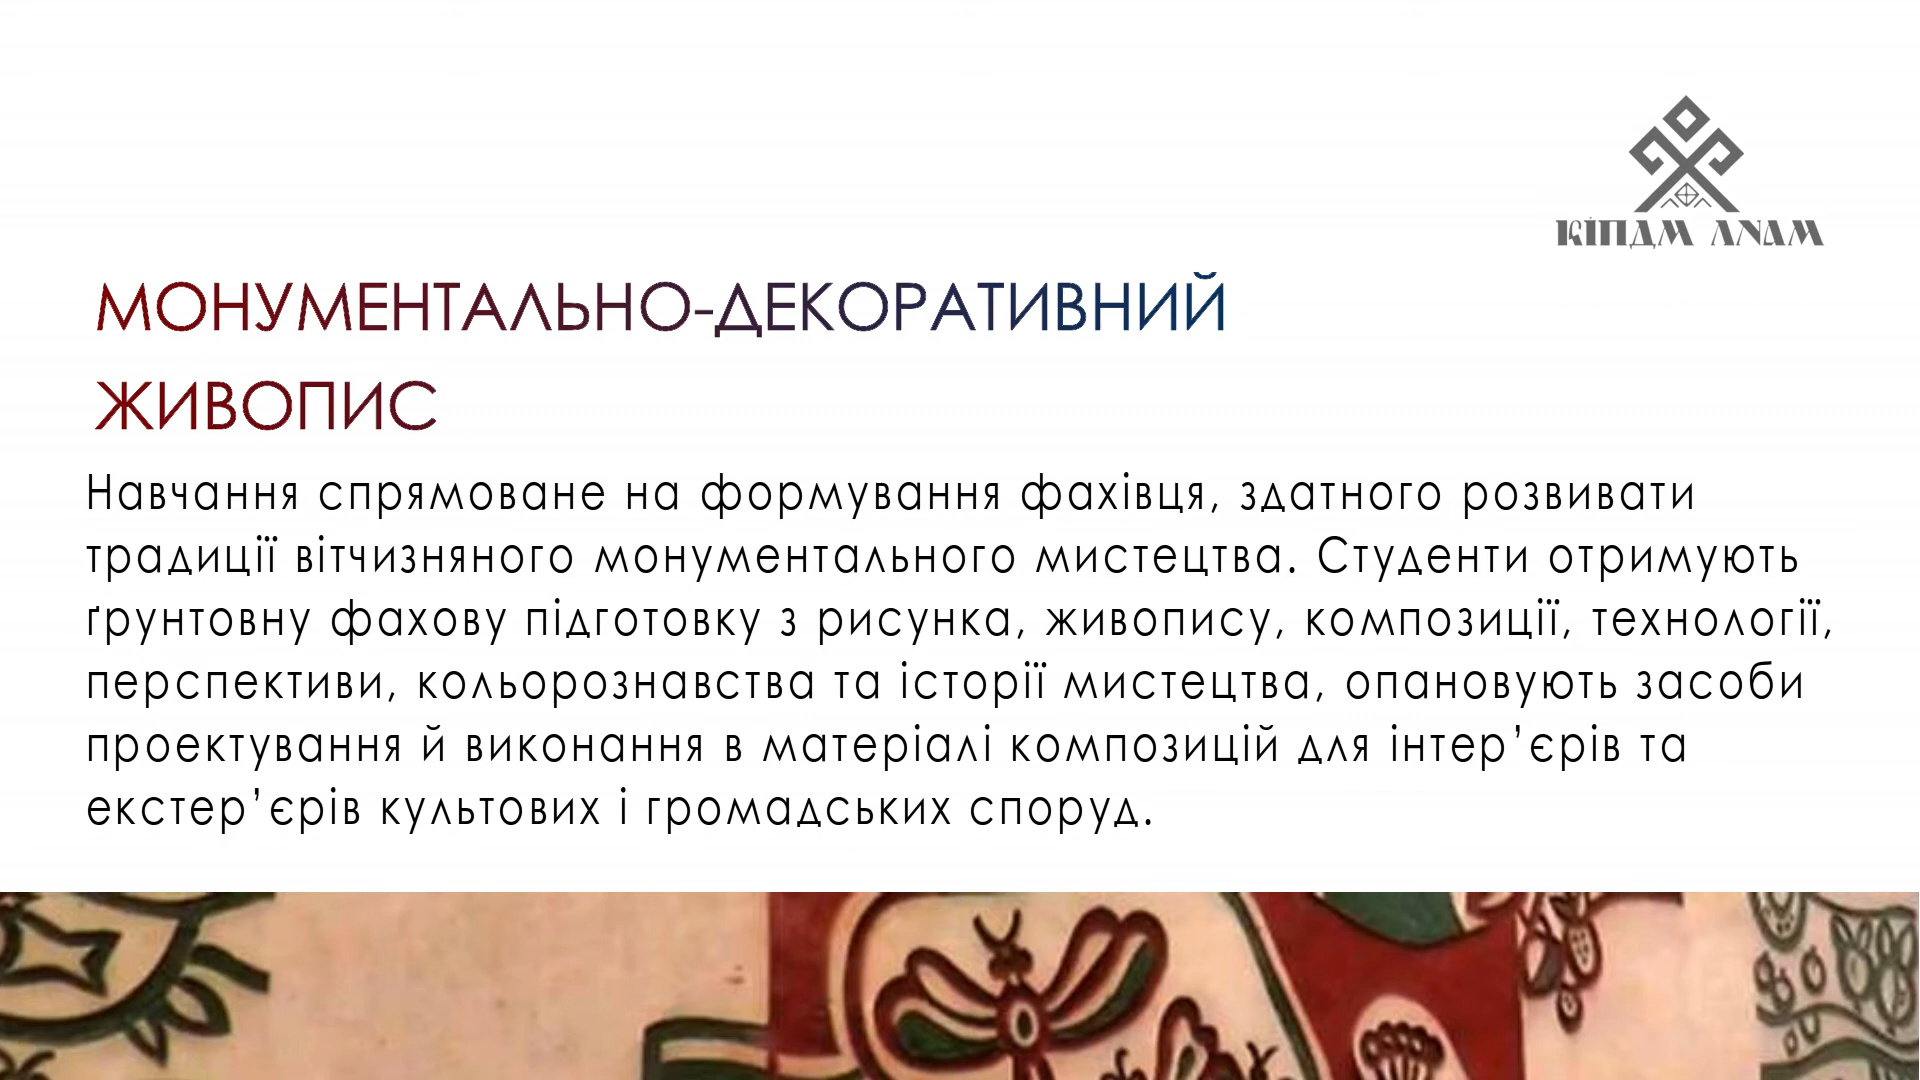 КІПДМ ЛNАМ
МОНУМЕНТАЛЬНО-ДЕКОРАТИВНИЙ
ЖИВОПИС
Навчання спрямоване на формування фахівця, здатного розвивати
традиції вітчизняного монументального мистецтва. Студенти отримують
ґрунтовну фахову підготовку з рисунка, живопису, композиції, технології,
перспективи, кольорознавства та історії мистецтва, опановують засоби
проектування й виконання в матеріалі композицій для інтер’єрів та
екстер’єрів культових і громадських споруд.